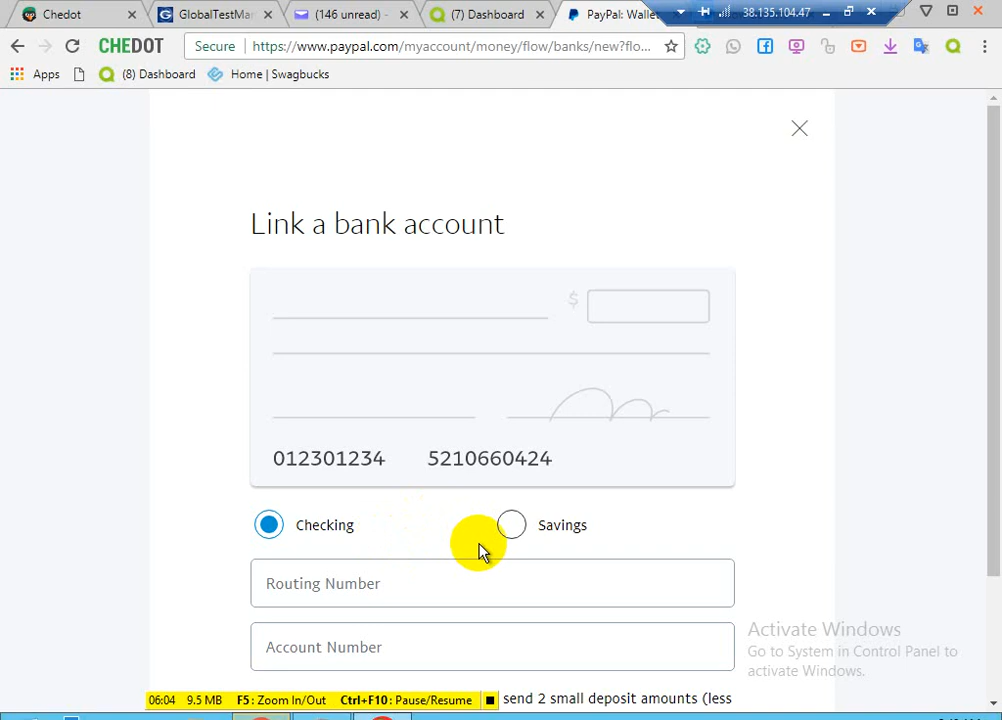 Chedot
GlobalTestMar
(146 unread) -
(7) Dashboard
PayPal: Walle
38.135.104.47
CHEDOT
Secure
https://www.paypal.com/myaccount/money/flow/banks/new?flo...
Apps
(8) Dashboard
Home | Swagbucks
Link a bank account
$
012301234 5210660424
Checking
Savings
Routing Number
Account Number
Activate Windows
Go to System in Control Panel to
activate Windows.
06:04 9.5 MB F5: Zoom In/Out Ctrl+F10: Pause/Resume
send 2 small deposit amounts (less